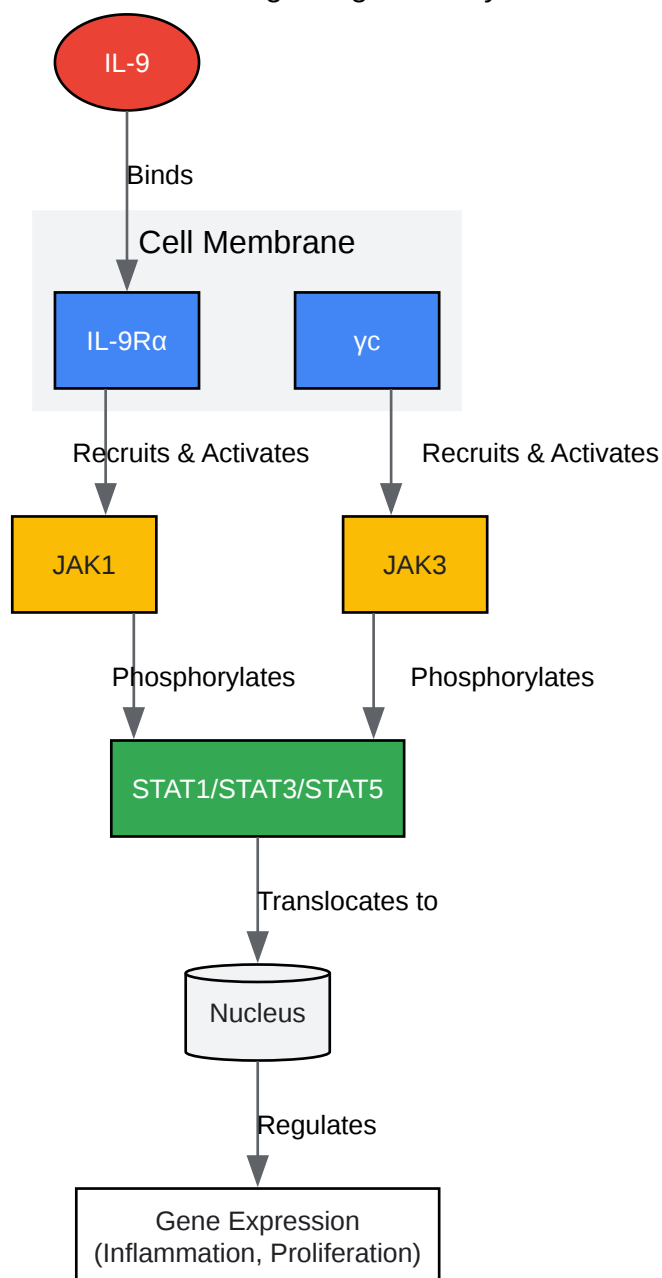 IL-9
Binds
Cell Membrane
IL-9Rα
γc
Recruits & Activates
Recruits & Activates
JAK1
JAK3
Phosphorylates
Phosphorylates
STAT1/STAT3/STAT5
Translocates to
Nucleus
Regulates
Gene Expression
(Inflammation, Proliferation)